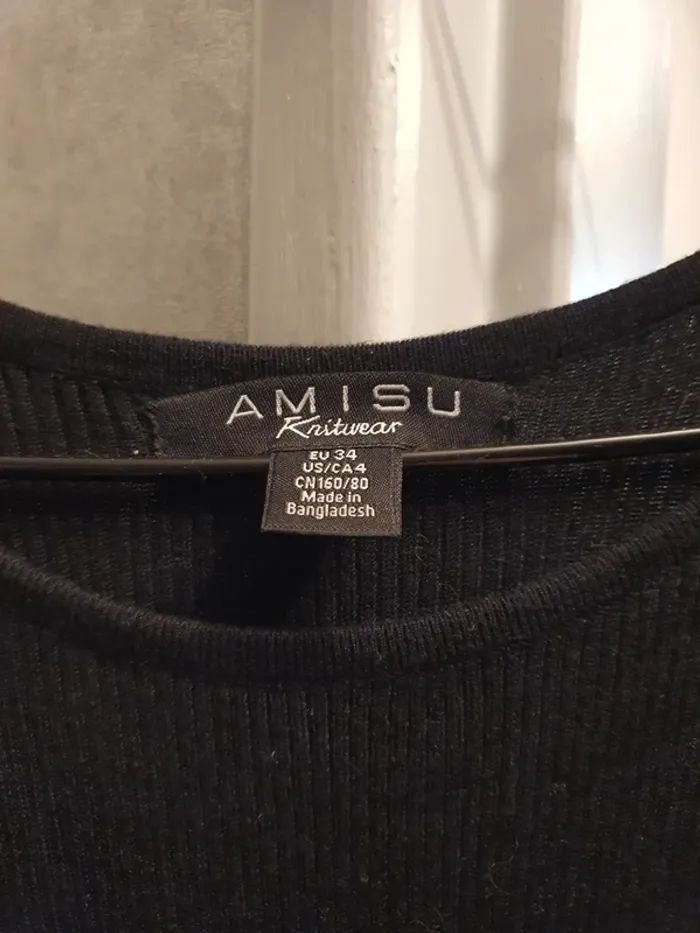 AMISU
Knitwear
EU 34
US/CA4
CN160/80
Made in
Bangladesh